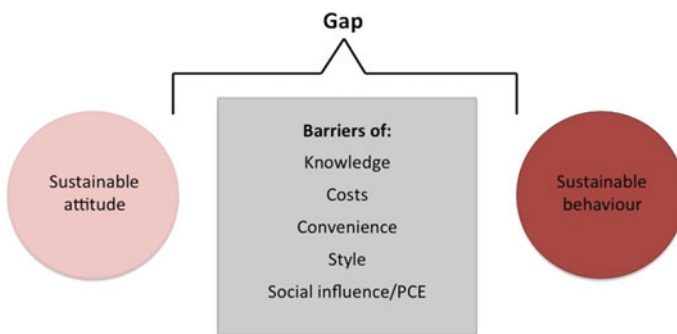 Gap
Sustainable
attitude
Barriers of:
Knowledge
Costs
Convenience
Style
Social influence/PCE
Sustainable
behaviour